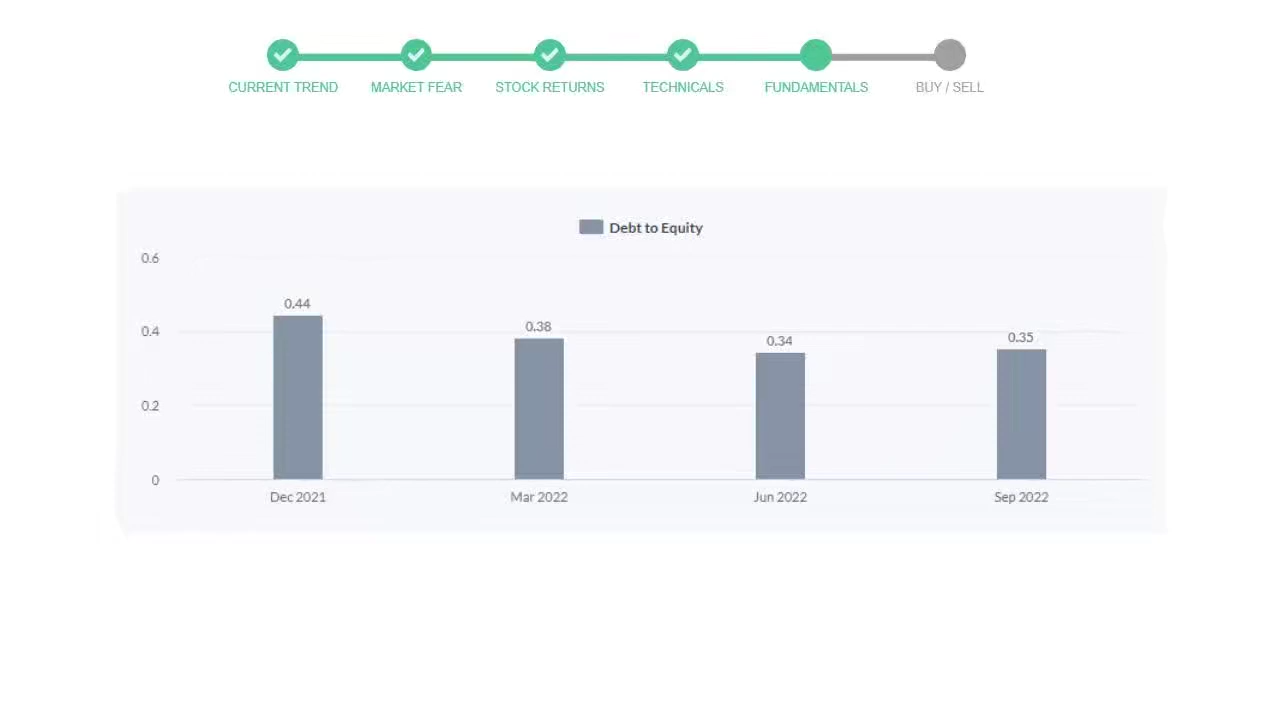 CURRENT TREND MARKET FEAR STOCK RETURNS TECHNICALS FUNDAMENTALS BUY / SELL
Debt to Equity
0.6
0.44
0.4
0.38
0.34
0.35
0.2
0
Dec 2021 Mar 2022 Jun 2022 Sep 2022